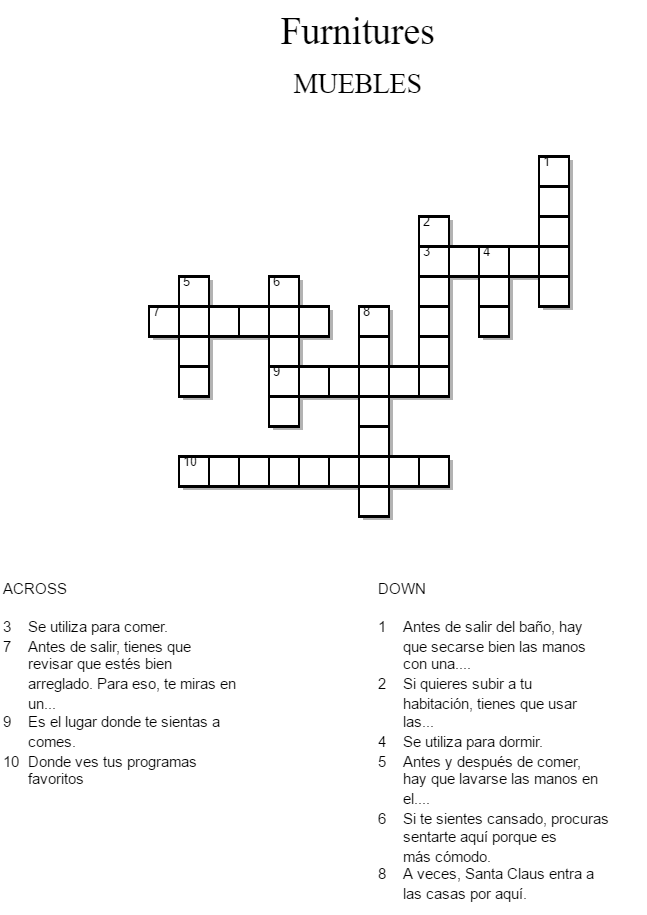 Furnitures
MUEBLES
1
2
3 4
5 6
7 8
9
10
ACROSS
3 Se utiliza para comer.
7 Antes de salir, tienes que
revisar que estés bien
arreglado. Para eso, te miras en
un...
9 Es el lugar donde te sientas a
comes.
10 Donde ves tus programas
favoritos
DOWN
1 Antes de salir del baño, hay
que secarse bien las manos
con una....
2 Si quieres subir a tu
habitación, tienes que usar
las...
4 Se utiliza para dormir.
5 Antes y después de comer,
hay que lavarse las manos en
el....
6 Si te sientes cansado, procuras
sentarte aquí porque es
más cómodo.
8 A veces, Santa Claus entra a
las casas por aquí.